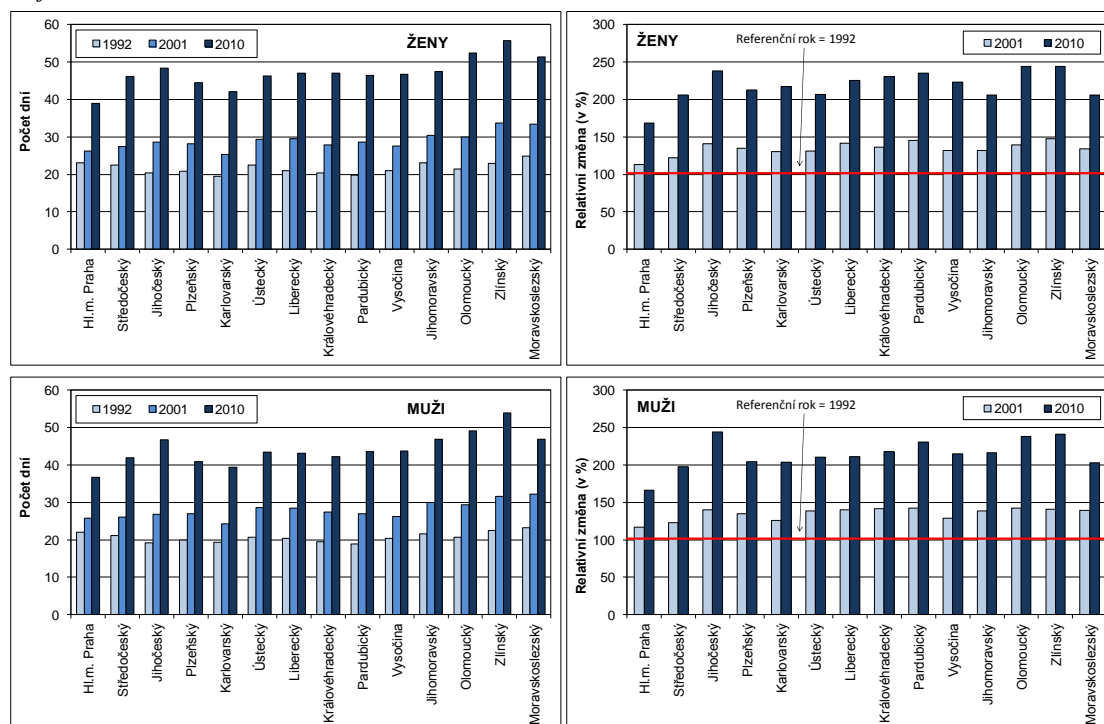 60
50
40
30
20
10
0
Počet dní
1992 2001 2010
ŽENY
Hl.m. Praha
Středočeský
Jihočeský
Plzeňský
Karlovarský
Ústecký
Liberecký
Královéhradecký
Pardubický
Vysočina
Jihomoravský
Olomoucký
Zlínský
Moravskoslezský
300
250
200
150
100
50
0
Relativní změna (v %)
ŽENY
Referenční rok = 1992
2001 2010
Hl.m. Praha
Středočeský
Jihočeský
Plzeňský
Karlovarský
Ústecký
Liberecký
Královéhradecký
Pardubický
Vysočina
Jihomoravský
Olomoucký
Zlínský
Moravskoslezský
60
50
40
30
20
10
0
Počet dní
1992 2001 2010
MUŽI
Hl.m. Praha
Středočeský
Jihočeský
Plzeňský
Karlovarský
Ústecký
Liberecký
Královéhradecký
Pardubický
Vysočina
Jihomoravský
Olomoucký
Zlínský
Moravskoslezský
300
250
200
150
100
50
0
Relativní změna (v %)
MUŽI
Referenční rok = 1992
2001 2010
Hl.m. Praha
Středočeský
Jihočeský
Plzeňský
Karlovarský
Ústecký
Liberecký
Královéhradecký
Pardubický
Vysočina
Jihomoravský
Olomoucký
Zlínský
Moravskoslezský